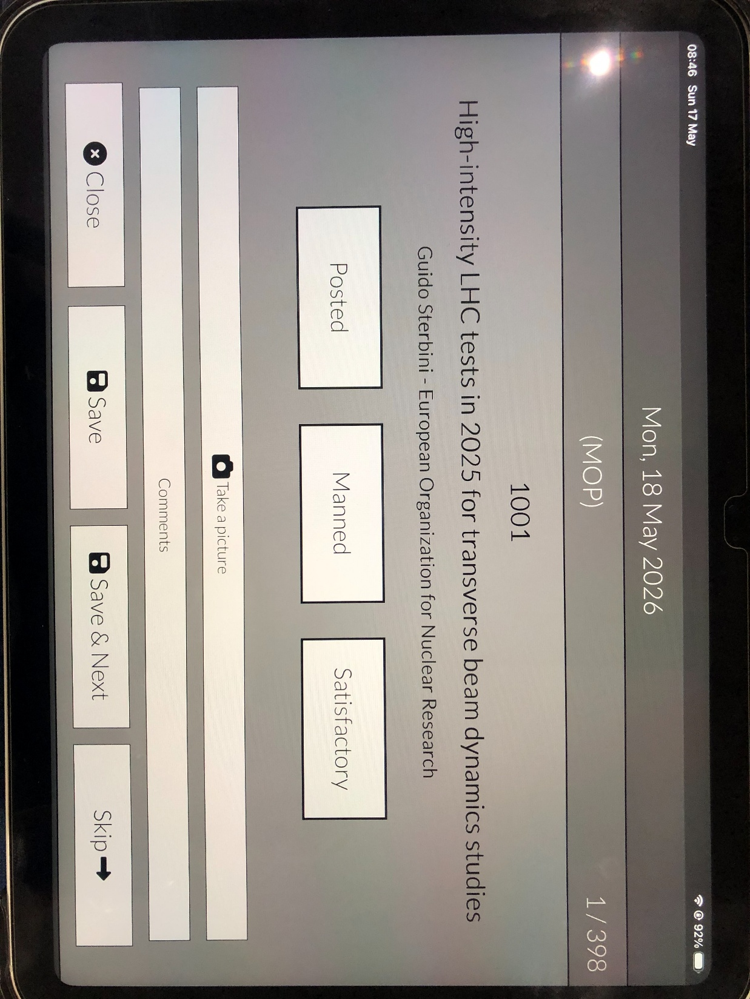 08:46 Sun 17 May
92%
Mon, 18 May 2026
(MOP)
1/398
1001
High-intensity LHC tests in 2025 for transverse beam dynamics studies
Guido Sterbini - European Organization for Nuclear Research
Posted
Manned
Satisfactory
Take a picture
Comments
Close
Save
Save & Next
Skip